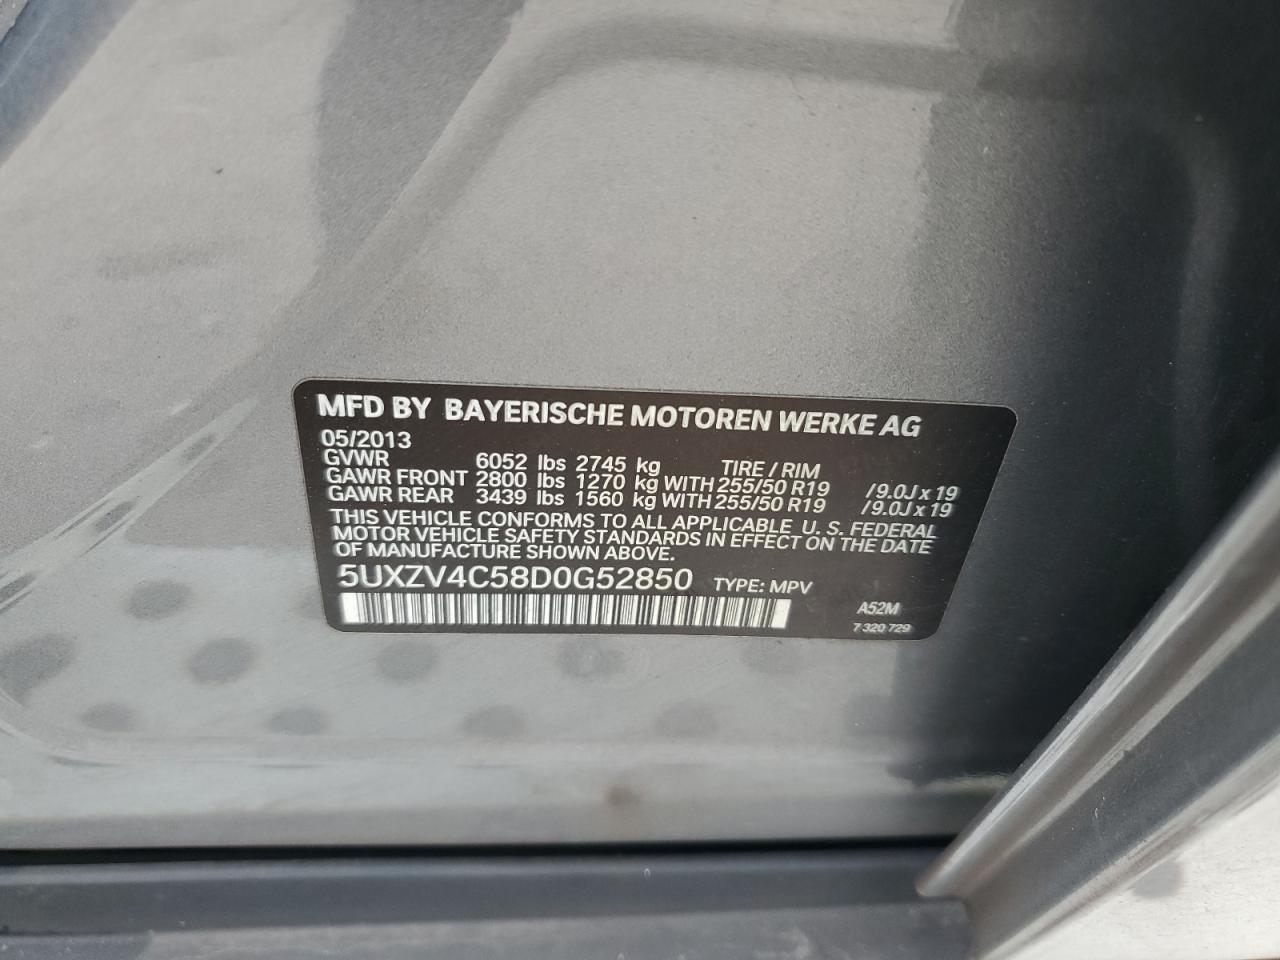 MFD BY BAYERISCHE MOTOREN WERKE AG
05/2013
GVWR 6052 lbs 2745 kg TIRE / RIM
GAWR FRONT 2800 lbs 1270 kg WITH 255/50 R19 / 9.0J x 19
GAWR REAR 3439 lbs 1560 kg WITH 255/50 R19 / 9.0J x 19
THIS VEHICLE CONFORMS TO ALL APPLICABLE U. S. FEDERAL
MOTOR VEHICLE SAFETY STANDARDS IN EFFECT ON THE DATE
OF MANUFACTURE SHOWN ABOVE.
5UXZV4C58D0G52850 TYPE: MPV
A52M
7 320 729